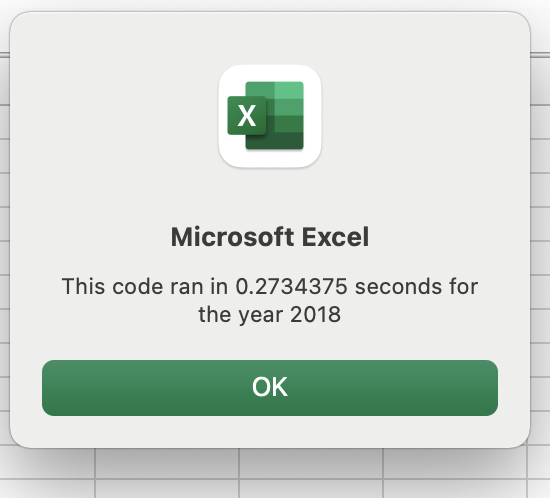 X
Microsoft Excel
This code ran in 0.2734375 seconds for
the year 2018
OK